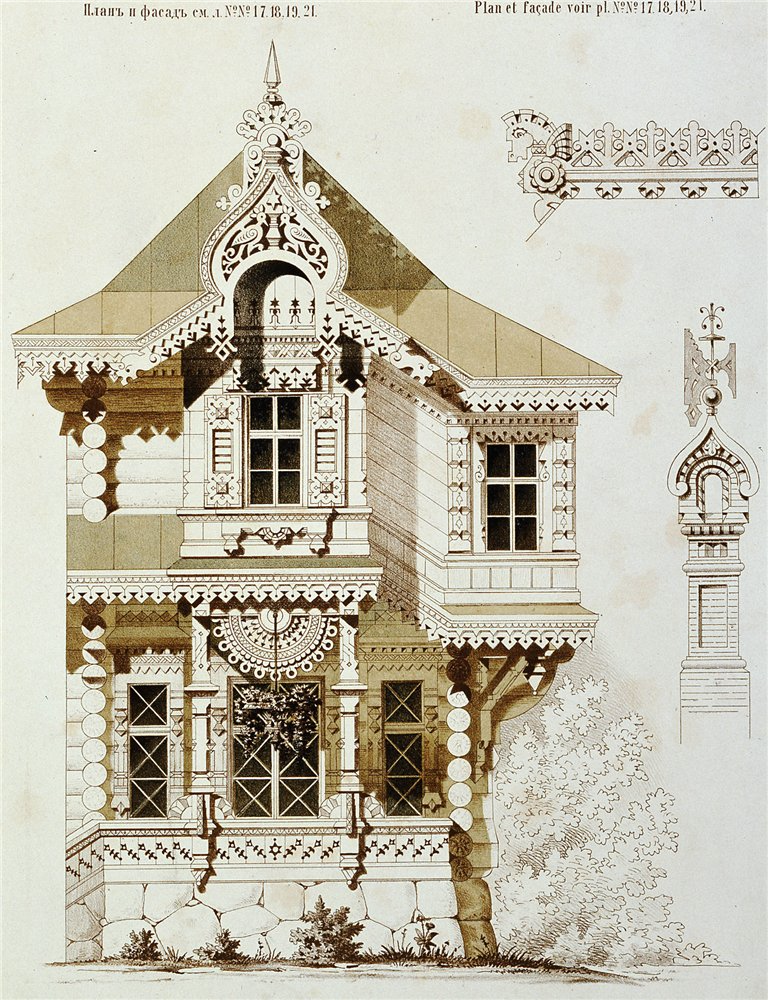 Планъ и фасадъ см. л. №№ 17. 18. 19. 21.
Plan et façade voir pl. №№ 17. 18, 19, 21.